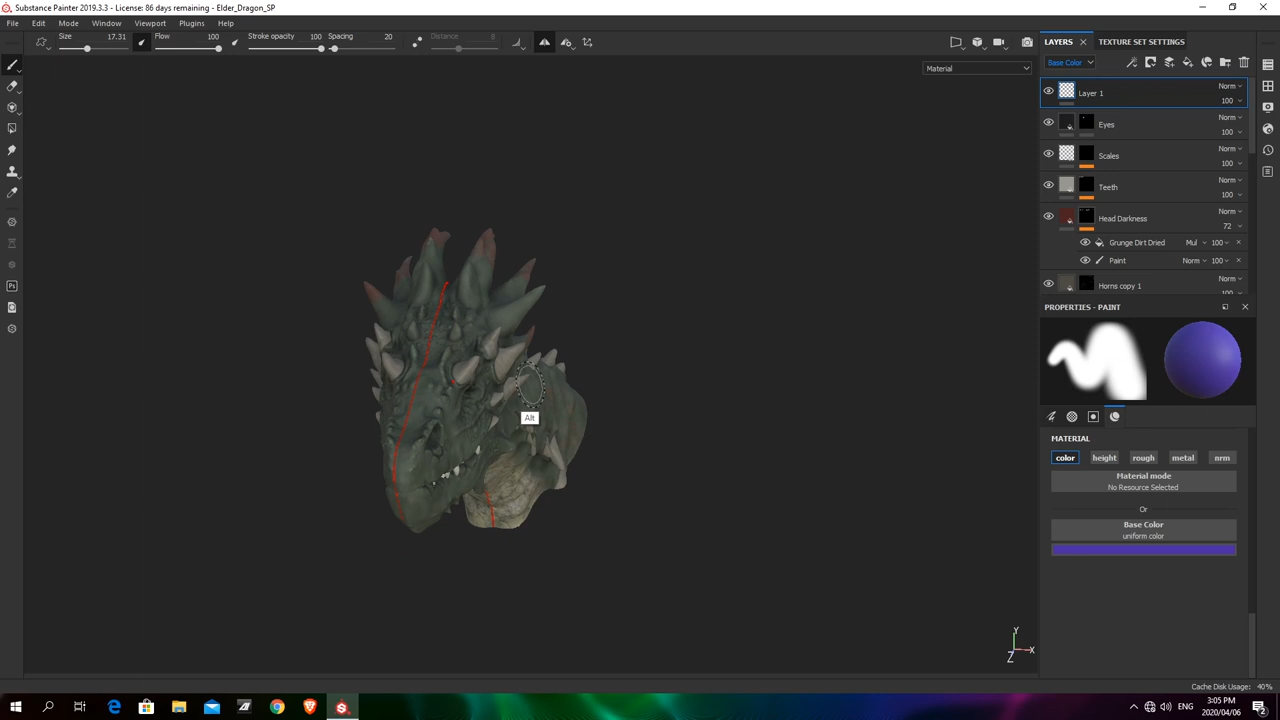 Substance Painter 2019.3.3 - License: 86 days remaining - Elder_Dragon_SP
File Edit Mode Window Viewport Plugins Help
Size 17.31 Flow 100 Stroke opacity 100 Spacing 20 Distance 8
Material
LAYERS TEXTURE SET SETTINGS
Base Color
Layer 1 Norm
100
Eyes Norm
100
Scales Norm
100
Teeth Norm
100
Head Darkness Norm
72
Grunge Dirt Dried Mul 100
Paint Norm 100
Horns copy 1 Norm
100
PROPERTIES - PAINT
Alt
MATERIAL
color height rough metal nrm
Material mode
No Resource Selected
Or
Base Color
uniform color
Ps
Y
X
Z
Cache Disk Usage: 40%
ENG
3:05 PM
2020/04/06
2